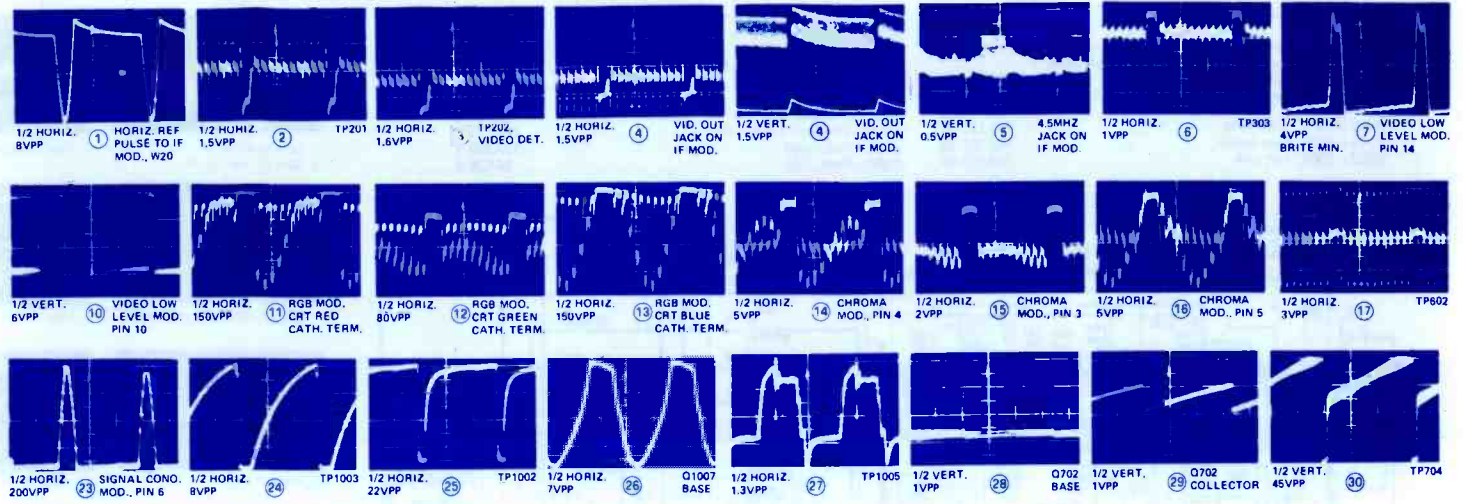 1/2 HORIZ. 8VPP
① HORIZ. REF PULSE TO IF MOD., W20
1/2 HORIZ. 1.5VPP
② TP201
1/2 HORIZ. 1.6VPP
3, TP202, VIDEO DET.
1/2 HORIZ. 1.5VPP
④ VID. OUT JACK ON IF MOD.
1/2 VERT. 1.5VPP
④ VID. OUT JACK ON IF MOD.
1/2 VERT. 0.5VPP
⑤ 4.5MHZ JACK ON IF MOD.
1/2 HORIZ. 1VPP
⑥ TP303
1/2 HORIZ. 4VPP BRITE MIN.
⑦ VIDEO LOW LEVEL MOD. PIN 14
1/2 VERT. 6VPP
⑩ VIDEO LOW LEVEL MOD. PIN 10
1/2 HORIZ. 150VPP
⑪ RGB MOD. CRT RED CATH. TERM.
1/2 HORIZ. 80VPP
⑫ RGB MOD. CRT GREEN CATH. TERM.
1/2 HORIZ. 150VPP
⑬ RGB MOD. CRT BLUE CATH. TERM.
1/2 HORIZ. 5VPP
⑭ CHROMA MOD., PIN 4
1/2 HORIZ. 2VPP
⑮ CHROMA MOD., PIN 3
1/2 HORIZ. 5VPP
⑯ CHROMA MOD., PIN 5
1/2 HORIZ. 3VPP
⑰ TP602
1/2 HORIZ. 200VPP
㉓ SIGNAL COND. MOD., PIN 6
1/2 HORIZ. 8VPP
㉔ TP1003
1/2 HORIZ. 22VPP
㉕ TP1002
1/2 HORIZ. 7VPP
㉖ Q1007 BASE
1/2 HORIZ. 1.3VPP
㉗ TP1005
1/2 VERT. 1VPP
㉘ Q702 BASE
1/2 VERT. 1VPP
㉙ Q702 COLLECTOR
1/2 VERT. 45VPP
㉚ TP704